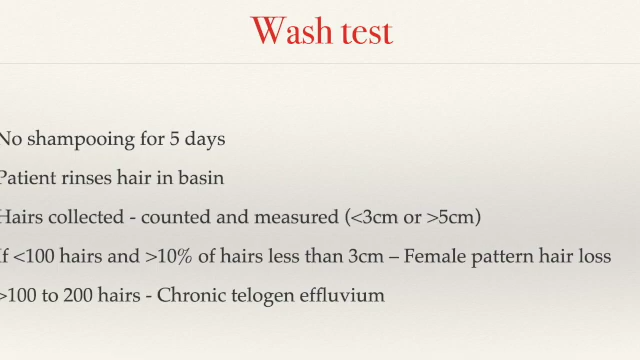 Wash test
No shampooing for 5 days
Patient rinses hair in basin
Hairs collected - counted and measured (<3cm or >5cm)
If <100 hairs and >10% of hairs less than 3cm – Female pattern hair loss
>100 to 200 hairs - Chronic telogen effluvium